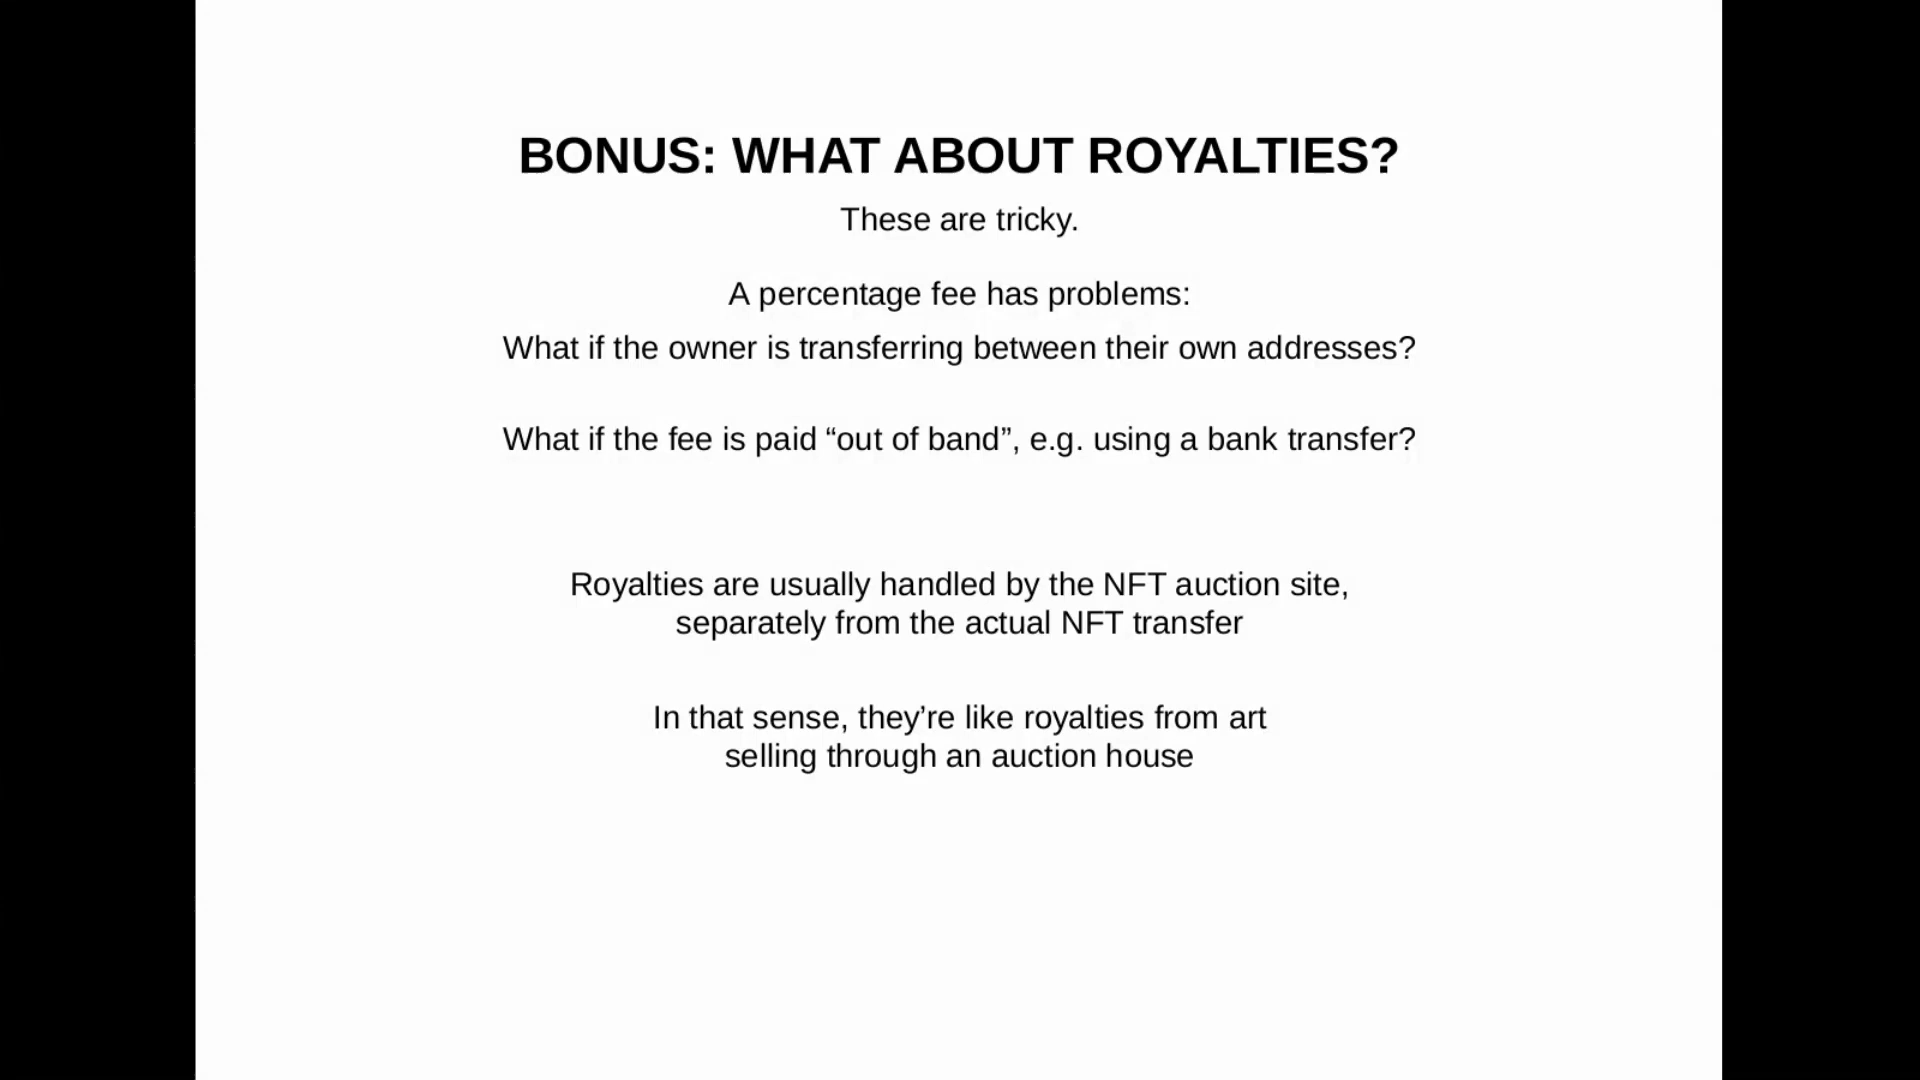 BONUS: WHAT ABOUT ROYALTIES?
These are tricky.
A percentage fee has problems:
What if the owner is transferring between their own addresses?
What if the fee is paid “out of band”, e.g. using a bank transfer?
Royalties are usually handled by the NFT auction site,
separately from the actual NFT transfer
In that sense, they’re like royalties from art
selling through an auction house